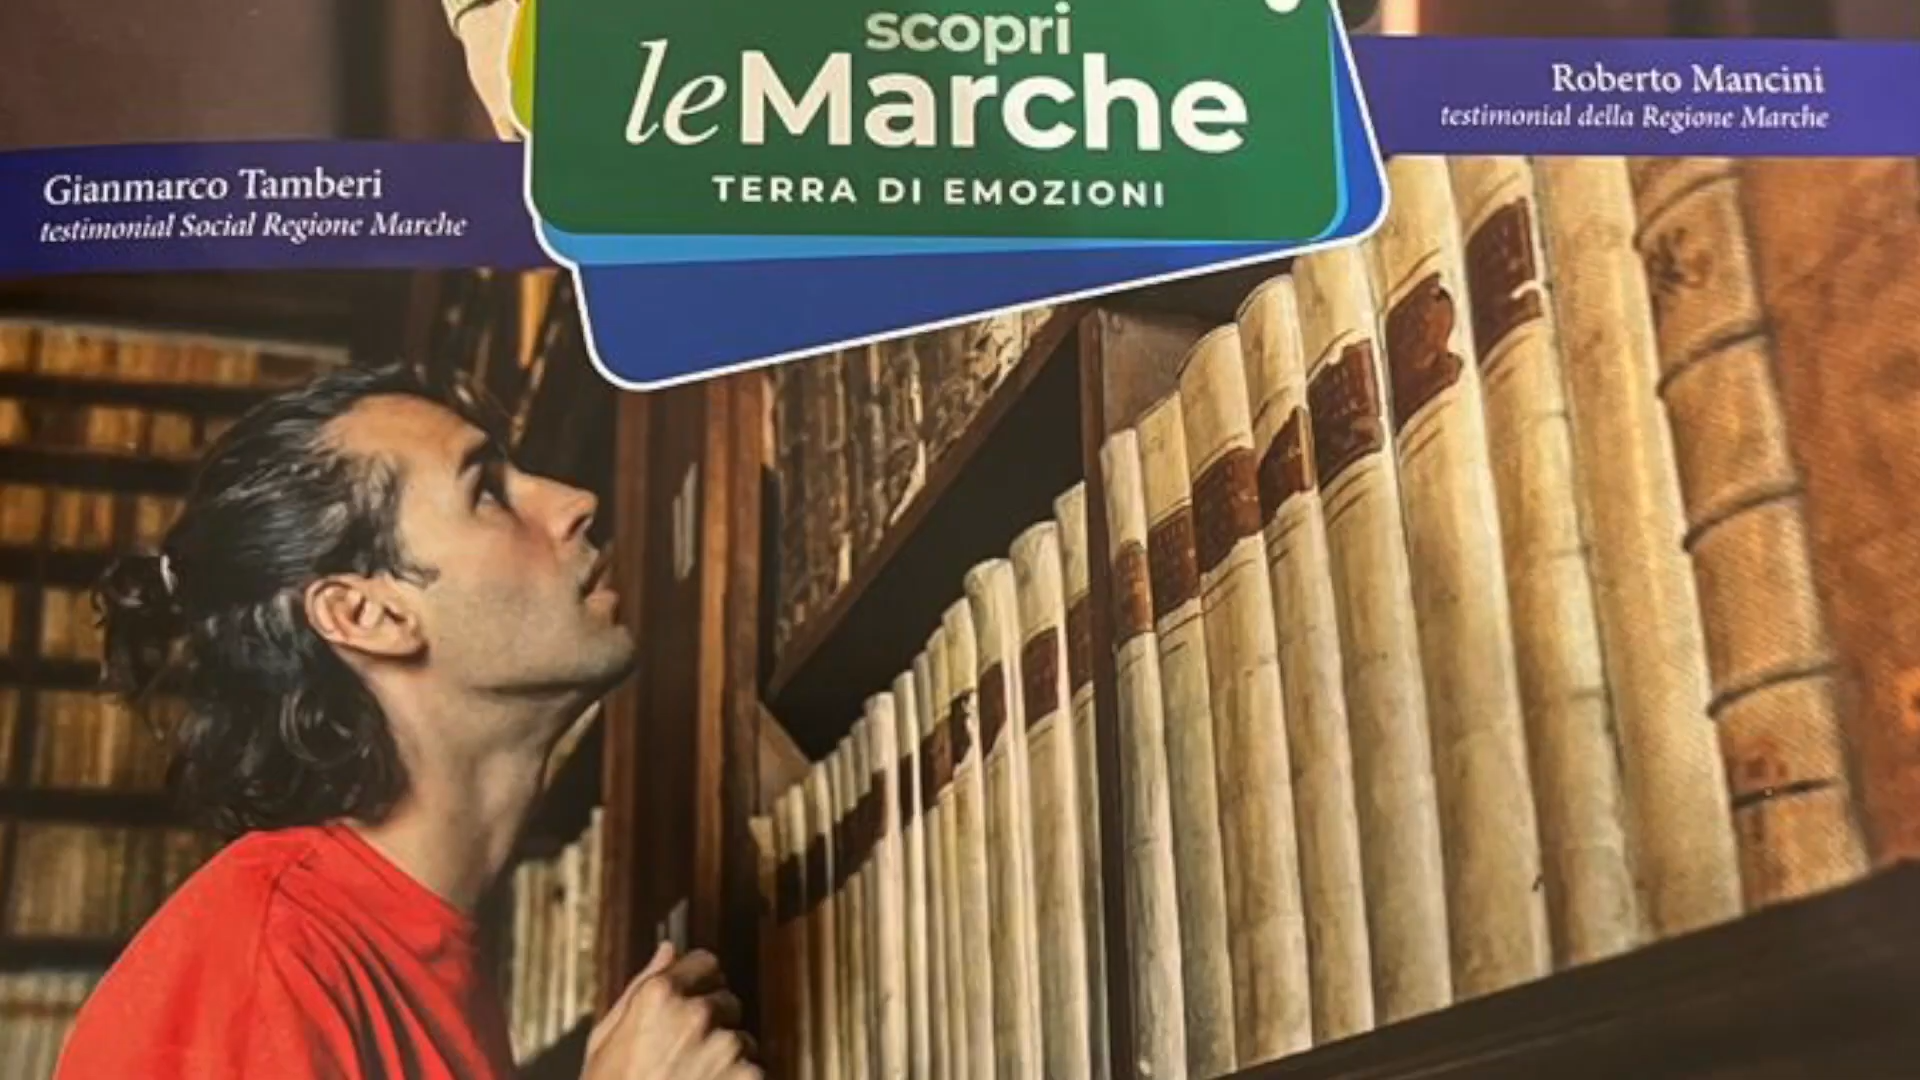 scopri
leMarche
TERRA DI EMOZIONI
Roberto Mancini
testimonial della Regione Marche
Gianmarco Tamberi
testimonial Social Regione Marche